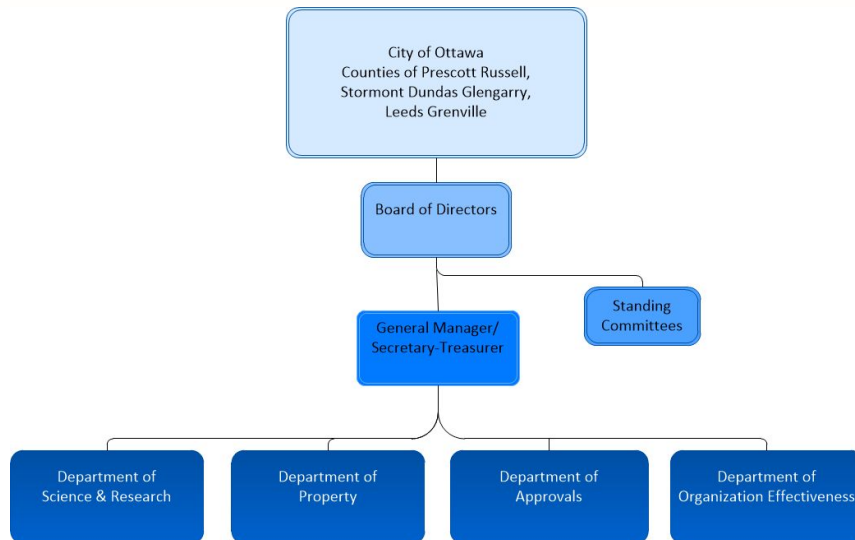 City of Ottawa
Counties of Prescott Russell,
Stormont Dundas Glengarry,
Leeds Grenville
Board of Directors
Standing
Committees
General Manager/
Secretary-Treasurer
Department of
Science & Research
Department of
Property
Department of
Approvals
Department of
Organization Effectiveness